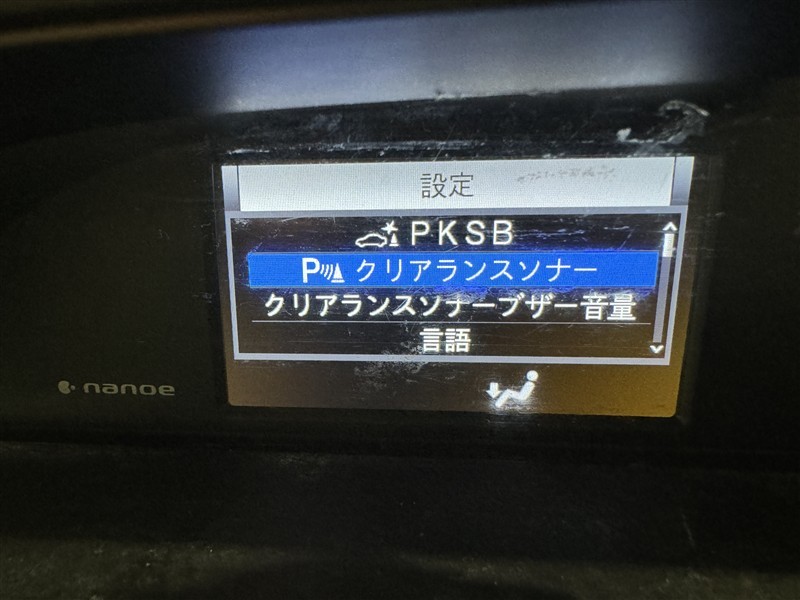 設定
PKSB
P クリアランスソナー
クリアランスソナーブザー音量
言語
nanoe